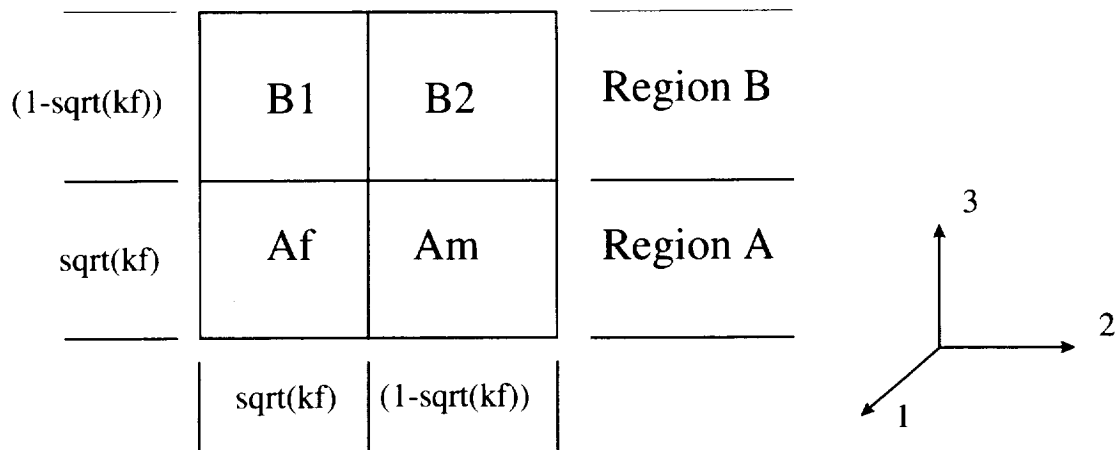 (1-sqrt(kf)) B1 B2 Region B
sqrt(kf) Af Am Region A
sqrt(kf) (1-sqrt(kf))
3
2
1